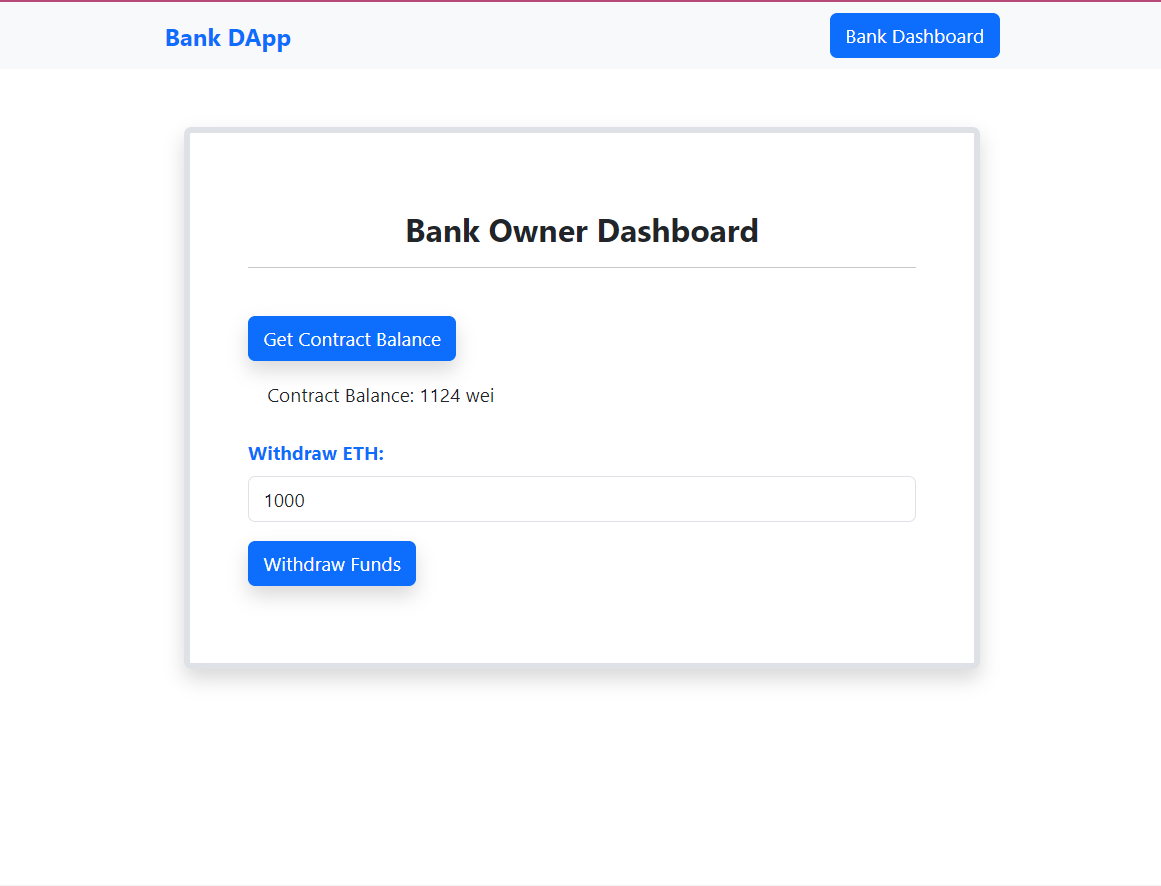 Bank DApp
Bank Dashboard
Bank Owner Dashboard
Get Contract Balance
Contract Balance: 1124 wei
Withdraw ETH:
1000
Withdraw Funds